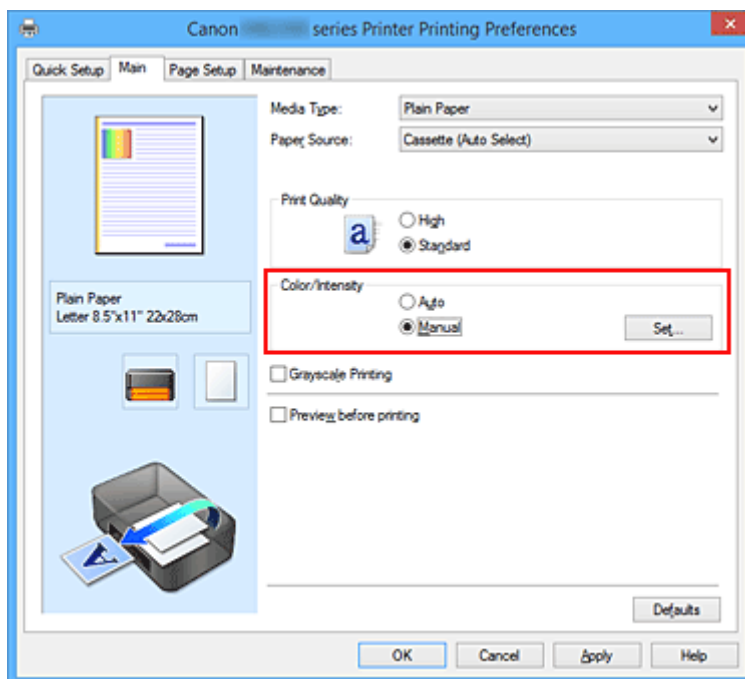 Canon series Printer Printing Preferences
Quick Setup Main Page Setup Maintenance
Media Type: Plain Paper
Paper Source: Cassette (Auto Select)
Print Quality
a
High
Standard
Color/Intensity
Auto
Manual Set...
Plain Paper
Letter 8.5"x11" 22x28cm
Grayscale Printing
Preview before printing
A
Defaults
OK Cancel Apply Help